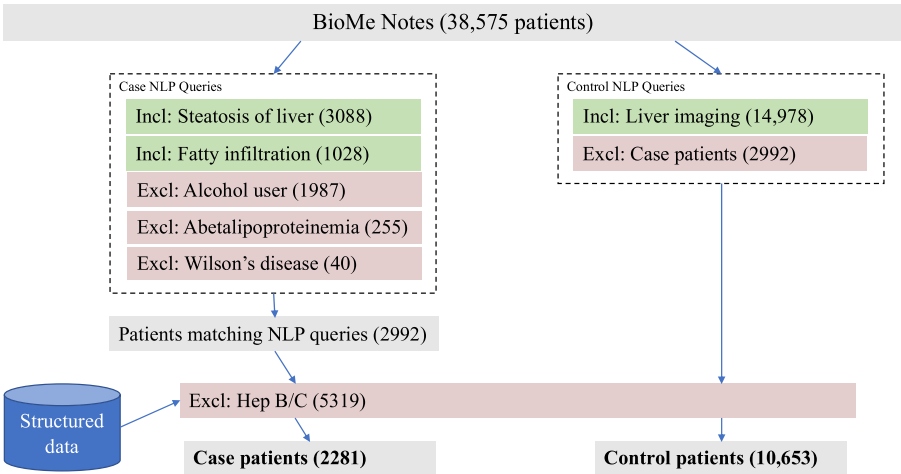 BioMe Notes (38,575 patients)
Case NLP Queries
Incl: Steatosis of liver (3088)
Incl: Fatty infiltration (1028)
Excl: Alcohol user (1987)
Excl: Abetalipoproteinemia (255)
Excl: Wilson’s disease (40)
Control NLP Queries
Incl: Liver imaging (14,978)
Excl: Case patients (2992)
Patients matching NLP queries (2992)
Structured
data
Excl: Hep B/C (5319)
Case patients (2281)
Control patients (10,653)